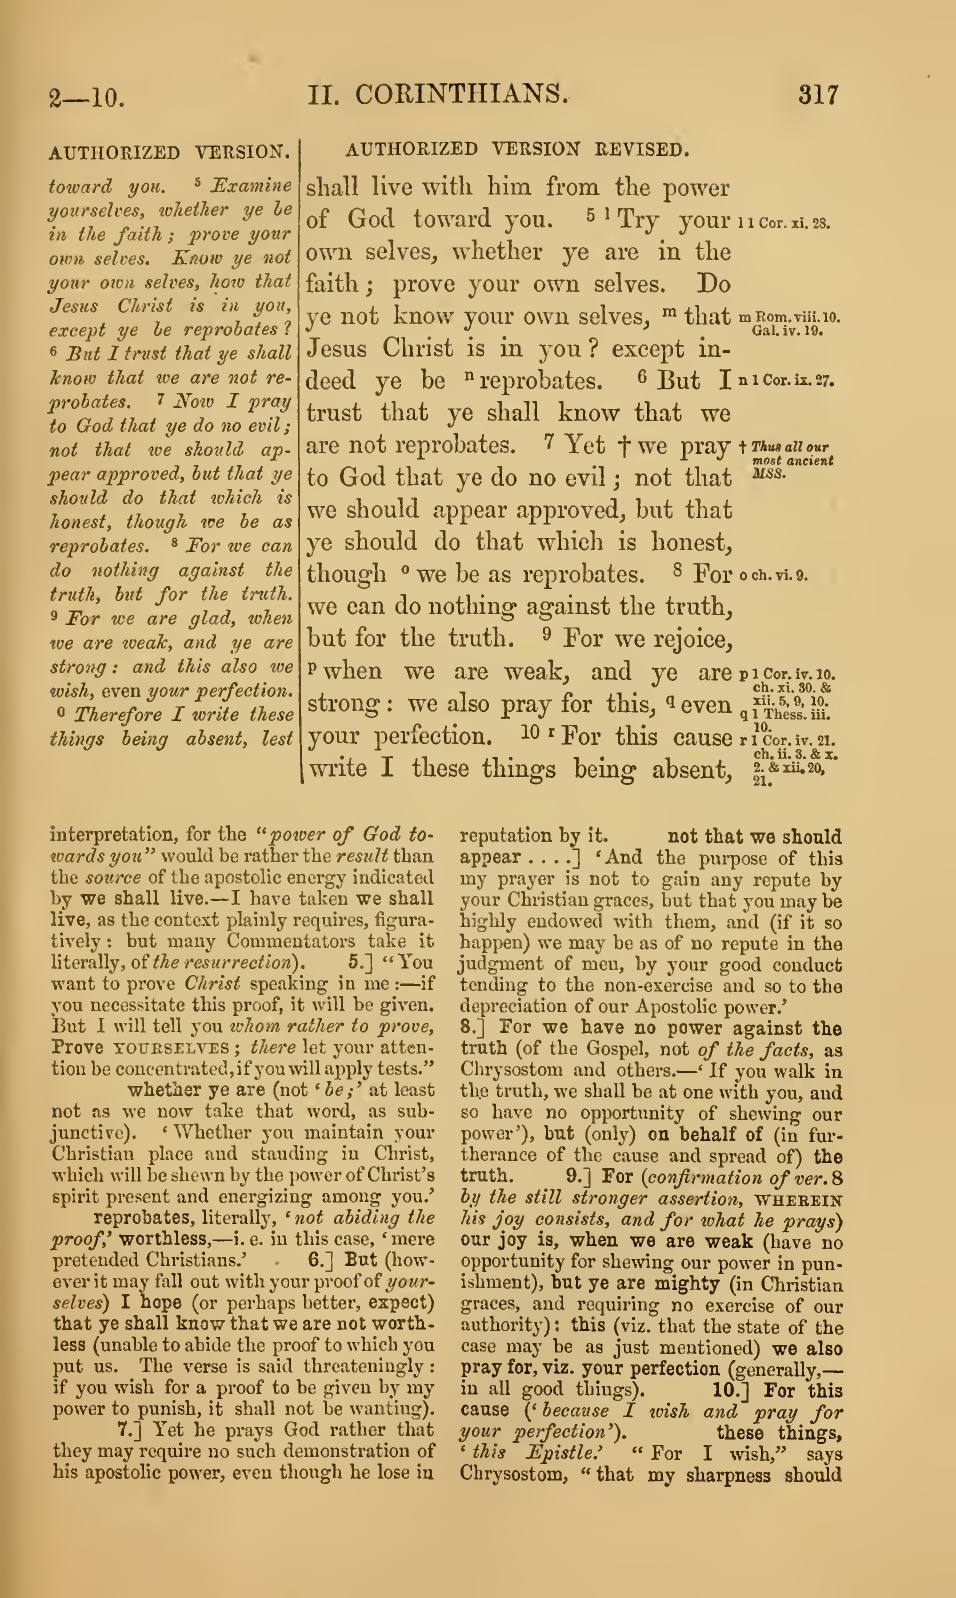 2—10.
II. CORINTHIANS.
317
AUTHORIZED VERSION.
toward you. 5 Examine
yourselves, whether ye be
in the faith; prove your
own selves. Know ye not
your own selves, how that
Jesus Christ is in you,
except ye be reprobates?
6 But I trust that ye shall
know that we are not re-
probates. 7 Now I pray
to God that ye do no evil;
not that we should ap-
pear approved, but that ye
should do that which is
honest, though we be as
reprobates. 8 For we can
do nothing against the
truth, but for the truth.
9 For we are glad, when
we are weak, and ye are
strong: and this also we
wish, even your perfection.
0 Therefore I write these
things being absent, lest
AUTHORIZED VERSION REVISED.
shall live with him from the power
of God toward you. 5 l Try your
own selves, whether ye are in the
faith; prove your own selves. Do
ye not know your own selves, m that
Jesus Christ is in you? except in-
deed ye be n reprobates. 6 But I
trust that ye shall know that we
are not reprobates. 7 Yet † we pray
to God that ye do no evil; not that
we should appear approved, but that
ye should do that which is honest,
though o we be as reprobates. 8 For
we can do nothing against the truth,
but for the truth. 9 For we rejoice,
p when we are weak, and ye are
strong: we also pray for this, q even
your perfection. 10 r For this cause
write I these things being absent,
l 1 Cor. xi. 28.
m Rom. viii. 10.
Gal. iv. 19.
n 1 Cor. ix. 27.
† Thus all our
most ancient
MSS.
o ch. vi. 9.
p 1 Cor. iv. 10.
ch. xi. 30. &
xii. 5, 9, 10.
q 1 Thess. iii.
10.
r 1 Cor. iv. 21.
ch. ii. 3. & x.
2. & xii. 20,
21.
interpretation, for the "power of God to-
wards you" would be rather the result than
the source of the apostolic energy indicated
by we shall live.—I have taken we shall
live, as the context plainly requires, figura-
tively: but many Commentators take it
literally, of the resurrection). 5.] "You
want to prove Christ speaking in me:—if
you necessitate this proof, it will be given.
But I will tell you whom rather to prove,
Prove YOURSELVES; there let your atten-
tion be concentrated, if you will apply tests."
whether ye are (not 'be;' at least
not as we now take that word, as sub-
junctive). 'Whether you maintain your
Christian place and standing in Christ,
which will be shewn by the power of Christ's
spirit present and energizing among you.'
reprobates, literally, 'not abiding the
proof,' worthless,—i. e. in this case, 'mere
pretended Christians.' 6.] But (how-
ever it may fall out with your proof of your-
selves) I hope (or perhaps better, expect)
that ye shall know that we are not worth-
less (unable to abide the proof to which you
put us. The verse is said threateningly:
if you wish for a proof to be given by my
power to punish, it shall not be wanting).
7.] Yet he prays God rather that
they may require no such demonstration of
his apostolic power, even though he lose in
reputation by it. not that we should
appear . . . .] 'And the purpose of this
my prayer is not to gain any repute by
your Christian graces, but that you may be
highly endowed with them, and (if it so
happen) we may be as of no repute in the
judgment of men, by your good conduct
tending to the non-exercise and so to the
depreciation of our Apostolic power.'
8.] For we have no power against the
truth (of the Gospel, not of the facts, as
Chrysostom and others.—'If you walk in
the truth, we shall be at one with you, and
so have no opportunity of shewing our
power'), but (only) on behalf of (in fur-
therance of the cause and spread of) the
truth. 9.] For (confirmation of ver. 8
by the still stronger assertion, WHEREIN
his joy consists, and for what he prays)
our joy is, when we are weak (have no
opportunity for shewing our power in pun-
ishment), but ye are mighty (in Christian
graces, and requiring no exercise of our
authority): this (viz. that the state of the
case may be as just mentioned) we also
pray for, viz. your perfection (generally,—
in all good things). 10.] For this
cause ('because I wish and pray for
your perfection'). these things,
'this Epistle.' "For I wish," says
Chrysostom, "that my sharpness should